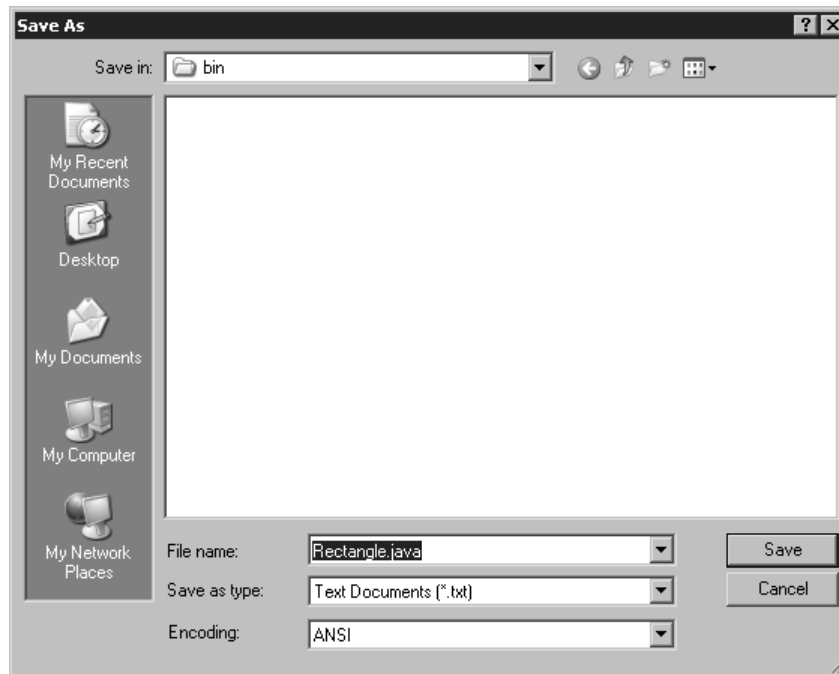 Save As
Save in:
bin
My Recent
Documents
Desktop
My Documents
My Computer
My Network
Places
File name:
Rectangle.java
Save
Save as type:
Text Documents (*.txt)
Cancel
Encoding:
ANSI